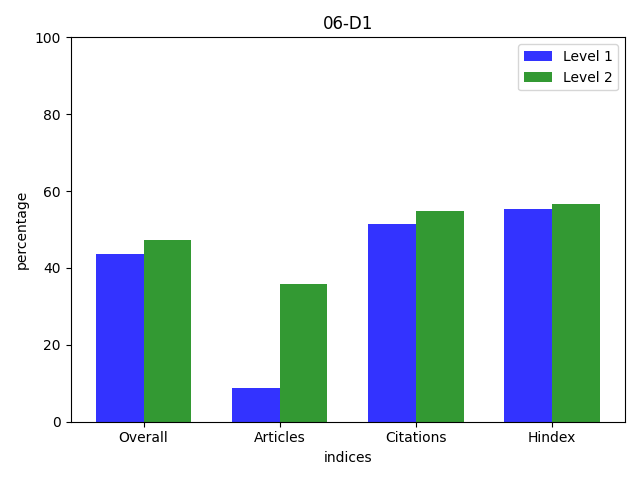 06-D1
100
80
60
40
20
0
percentage
Level 1
Level 2
Overall Articles Citations Hindex
indices